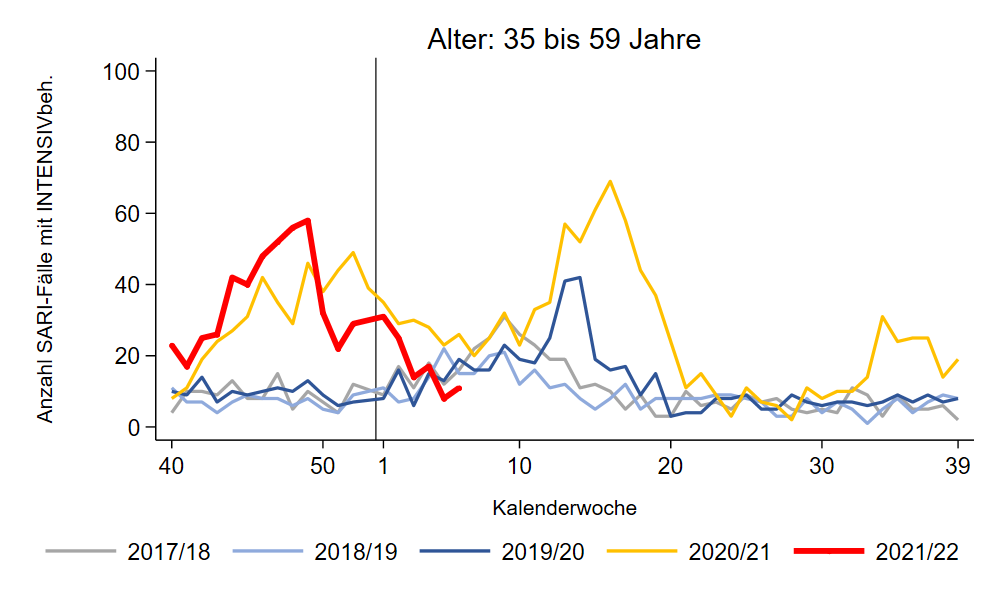 Alter: 35 bis 59 Jahre
Anzahl SARI-Fälle mit INTENSIVbeh.
100
80
60
40
20
0
40 50 1 10 20 30 39
Kalenderwoche
2017/18 2018/19 2019/20 2020/21 2021/22